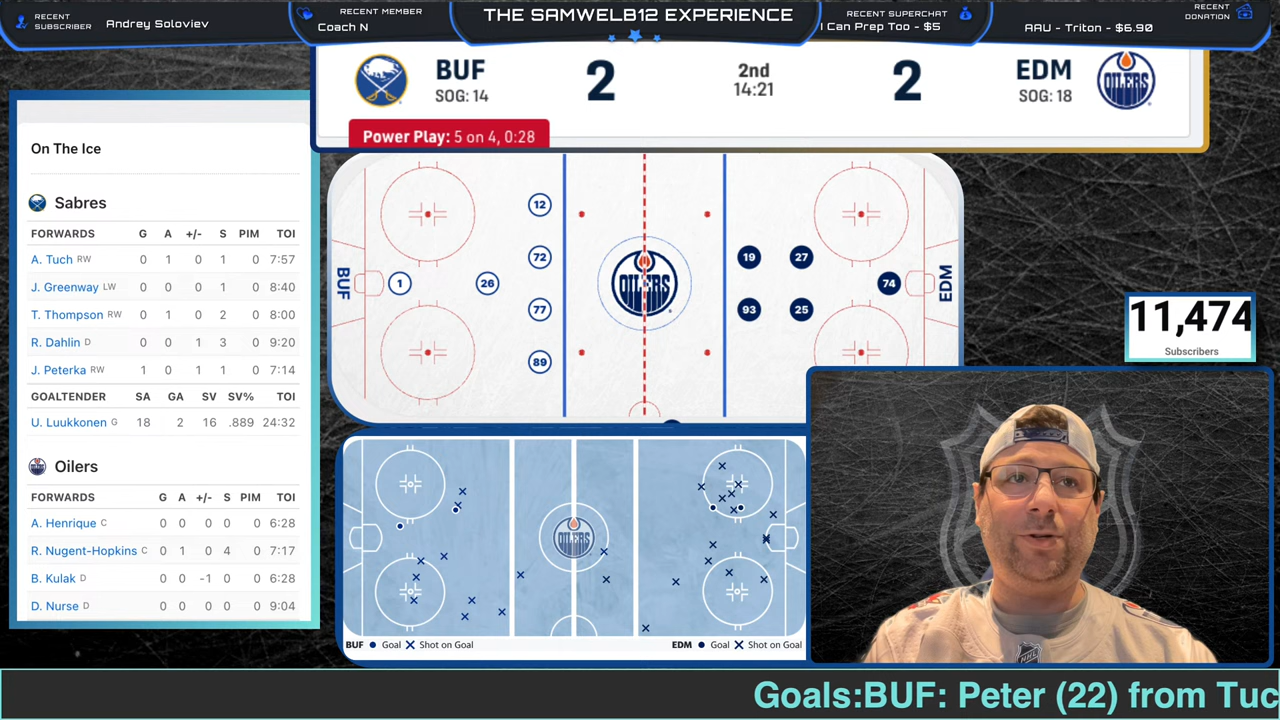 RECENT SUBSCRIBER
Andrey Soloviev
RECENT MEMBER
Coach N
THE SAMWELB12 EXPERIENCE
RECENT SUPERCHAT
I Can Prep Too - $5
RECENT DONATION
AAU - Triton - $6.90
BUF
SOG: 14
2
2nd
14:21
2
EDM
SOG: 18
OILERS
Power Play: 5 on 4, 0:28
On The Ice
Sabres
FORWARDS G A +/- S PIM TOI
A. Tuch RW 0 1 0 1 0 7:57
J. Greenway LW 0 0 0 1 0 8:40
T. Thompson RW 0 1 0 2 0 8:00
R. Dahlin D 0 0 1 3 0 9:20
J. Peterka RW 1 0 1 1 0 7:14
GOALTENDER SA GA SV SV% TOI
U. Luukkonen G 18 2 16 .889 24:32
Oilers
FORWARDS G A +/- S PIM TOI
A. Henrique C 0 0 0 0 0 6:28
R. Nugent-Hopkins C 0 1 0 4 0 7:17
B. Kulak D 0 0 -1 0 0 6:28
D. Nurse D 0 0 0 0 0 9:04
BUF
1
26
12
72
77
89
OILERS
19
27
93
25
74
EDM
OILERS
BUF Goal Shot on Goal
EDM Goal Shot on Goal
11,474
Subscribers
NHL
Goals:BUF: Peter (22) from Tuc